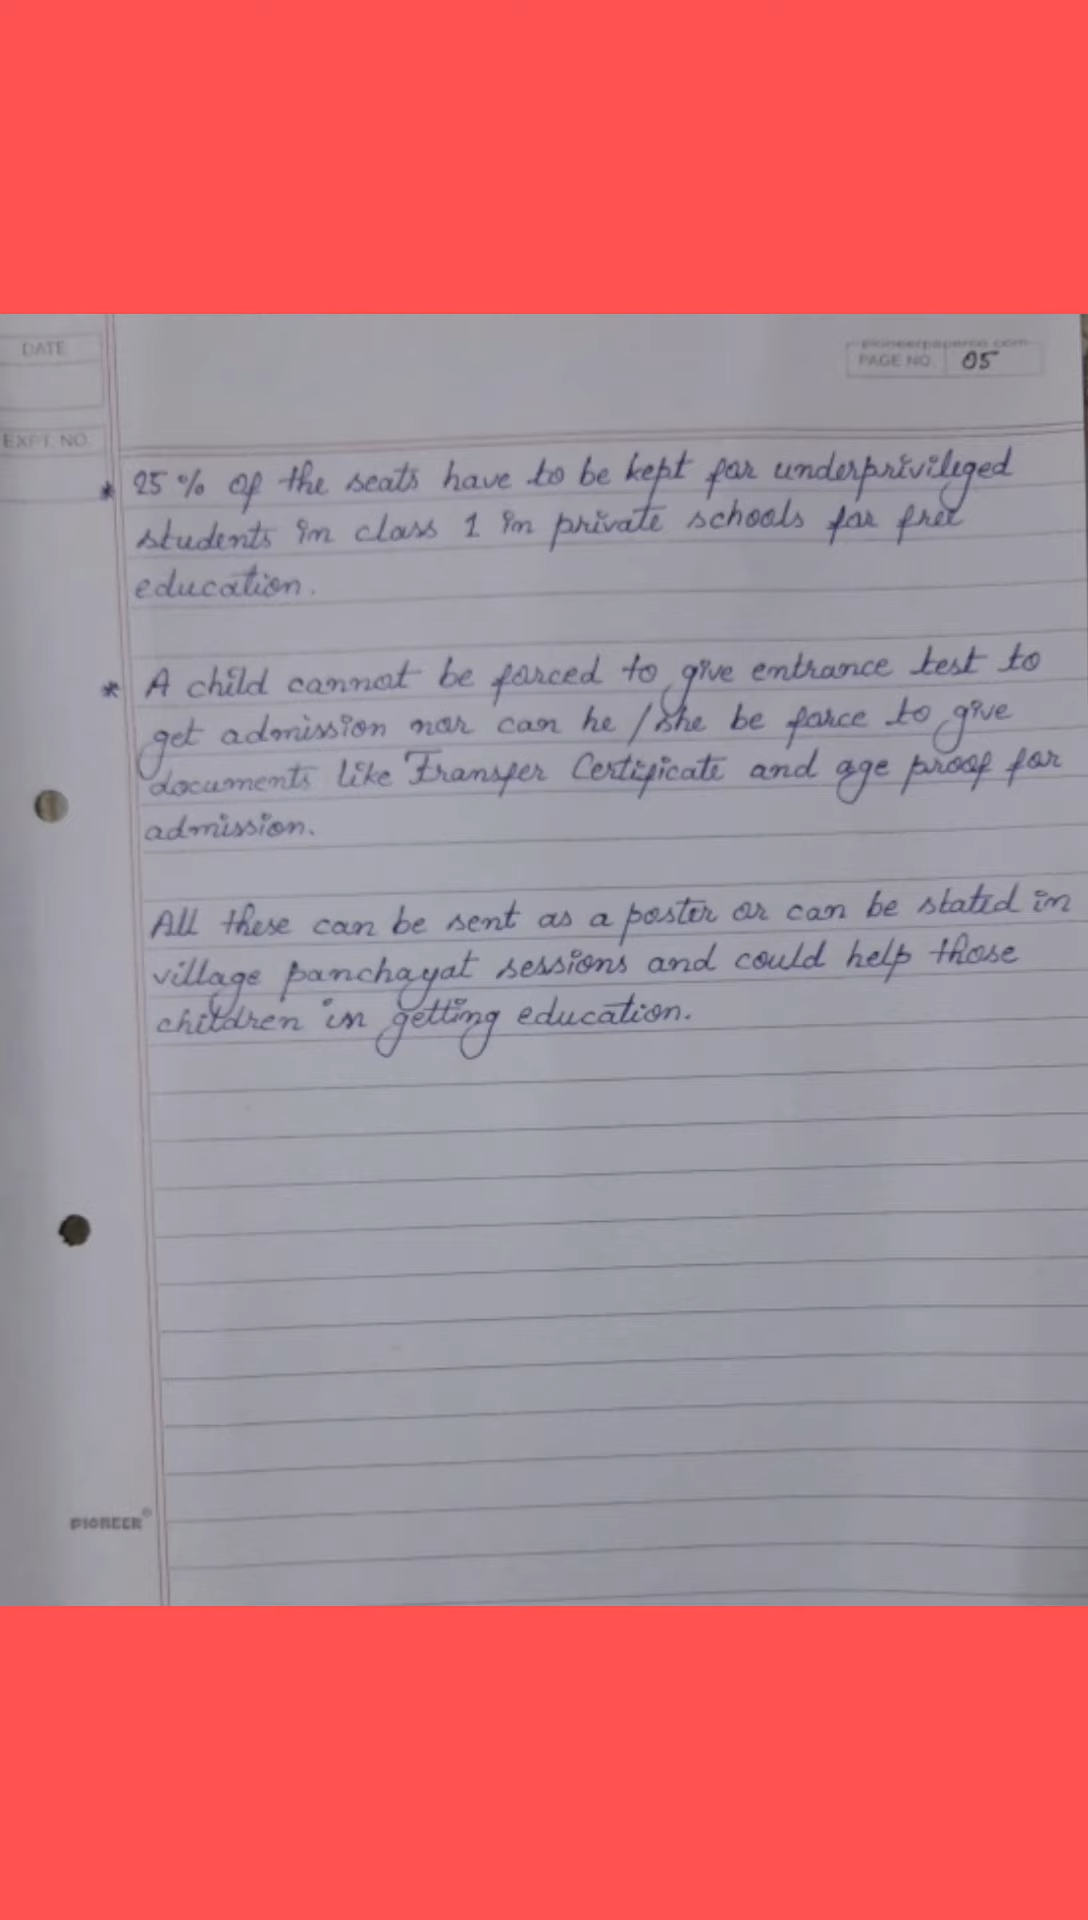 DATE
pioneerpaperco.com
PAGE NO. 05
EXPT. NO.
* 25% of the seats have to be kept for underprivileged
students in class 1 in private schools for free
education.
* A child cannot be forced to give entrance test to
get admission nor can he / she be force to give
documents like Transfer Certificate and age proof for
admission.
All these can be sent as a poster or can be stated in
village panchayat sessions and could help those
children in getting education.
PIONEER®